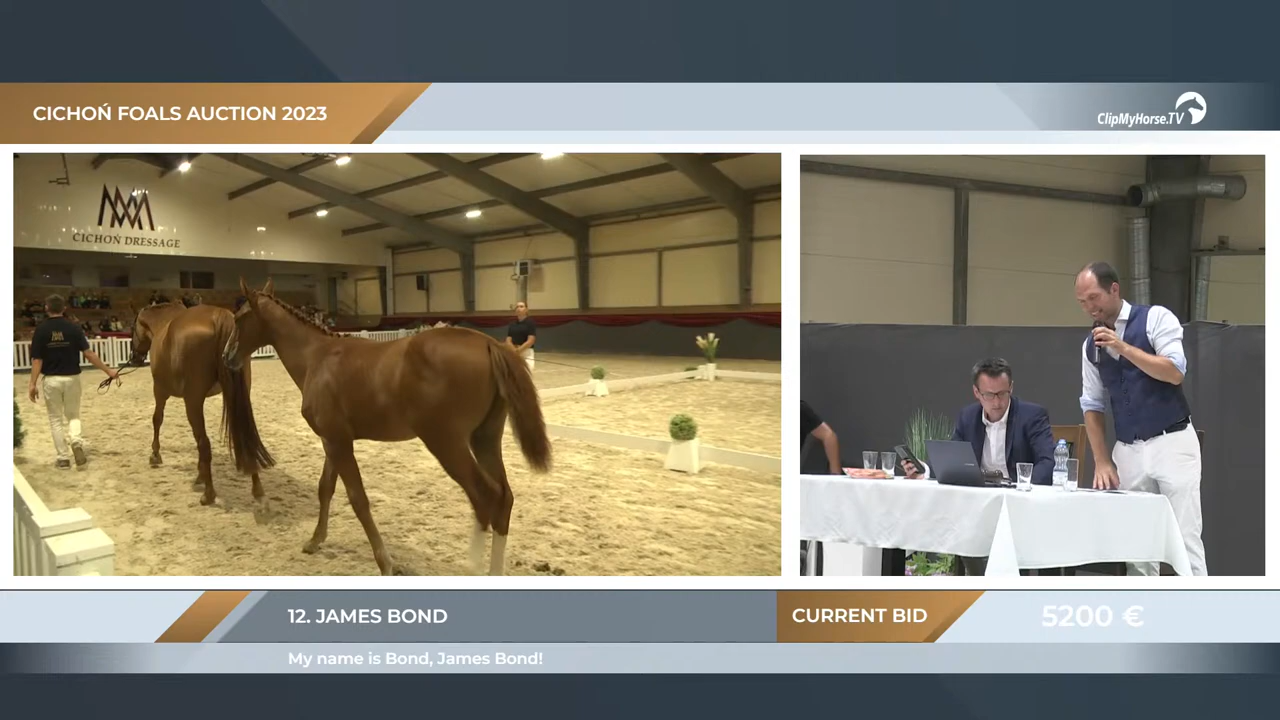 CICHOŃ FOALS AUCTION 2023
ClipMyHorse.TV
CICHOŃ DRESSAGE
12. JAMES BOND
CURRENT BID
5200 €
My name is Bond, James Bond!